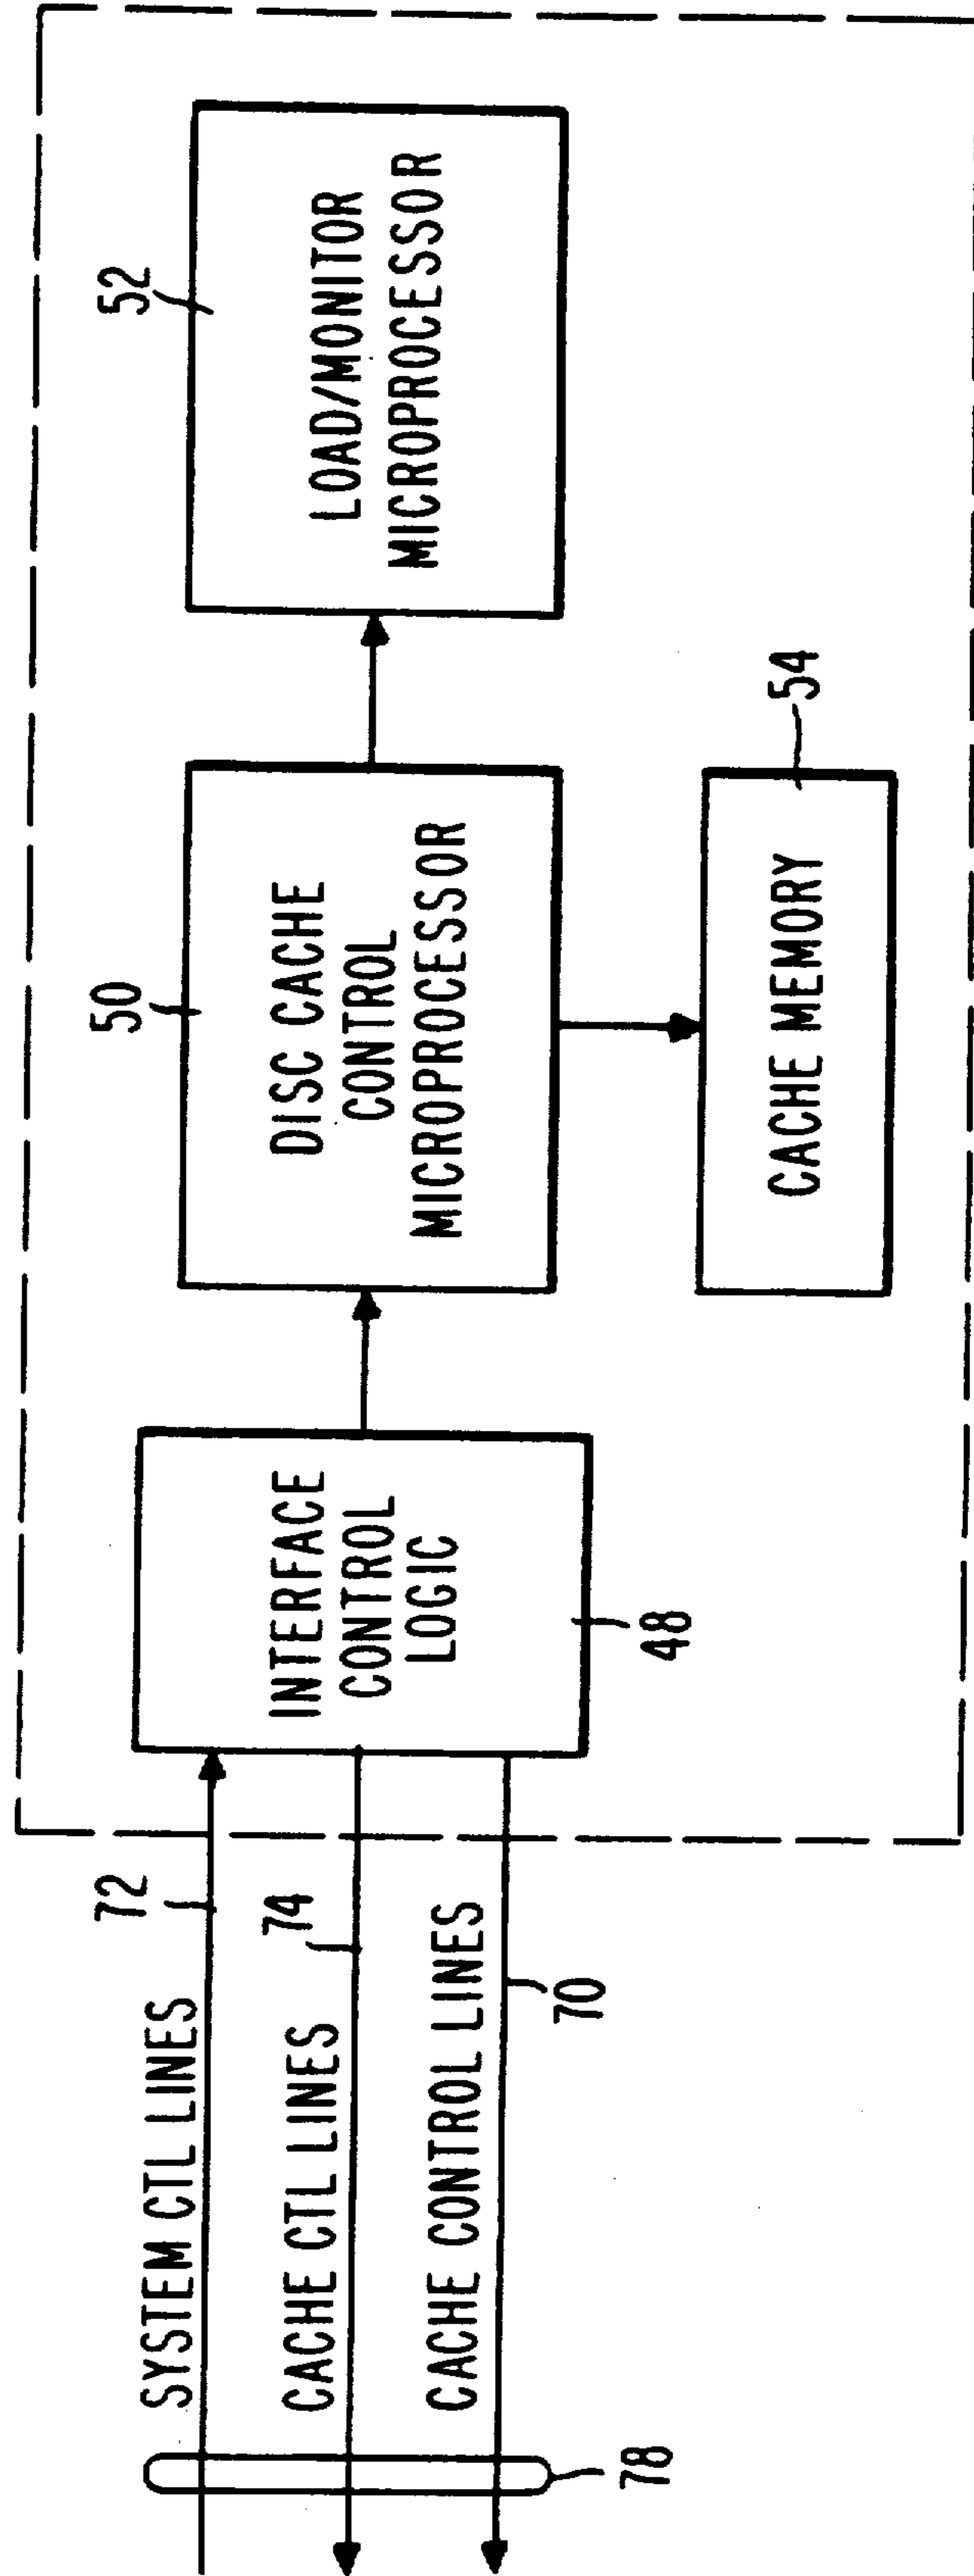 SYSTEM CTL LINES
72
CACHE CTL LINES
74
CACHE CONTROL LINES
70
78
INTERFACE
CONTROL
LOGIC
48
50
DISC CACHE
CONTROL
MICROPROCESSOR
52
LOAD/MONITOR
MICROPROCESSOR
CACHE MEMORY
54